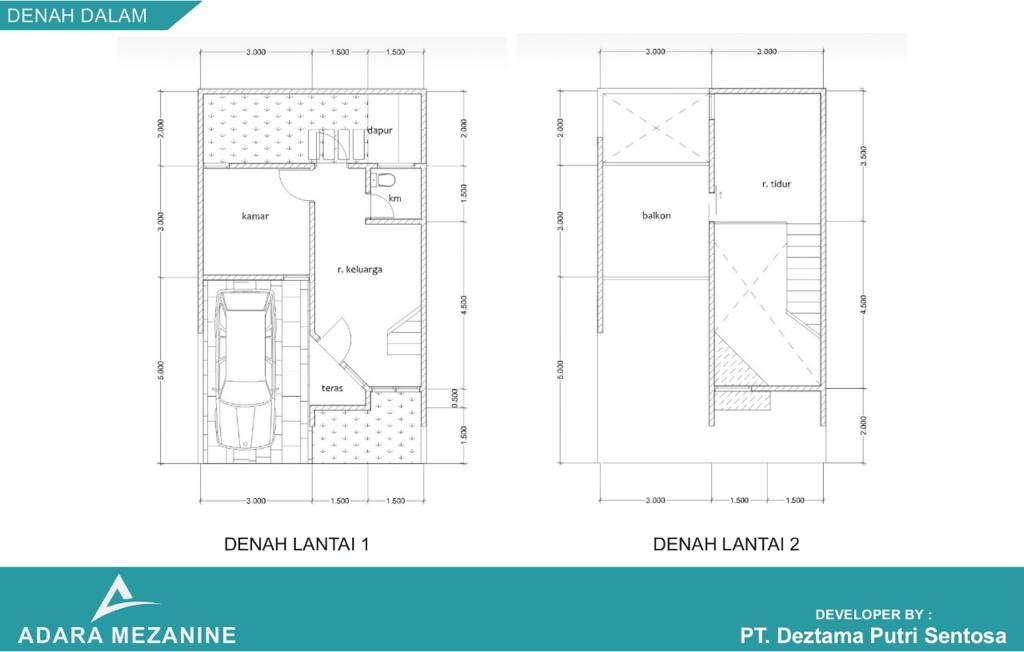 DENAH DALAM
3.000 1.500 1.500
2.000
3.000
5.000
dapur
km
kamar
r. keluarga
teras
2.000
1.500
4.500
0.500
1.500
3.000 1.500 1.500
DENAH LANTAI 1
3.000 3.000
2.000
3.000
5.000
r. tidur
balkon
3.500
4.500
2.000
3.000 1.500 1.500
DENAH LANTAI 2
ADARA MEZANINE
DEVELOPER BY :
PT. Deztama Putri Sentosa